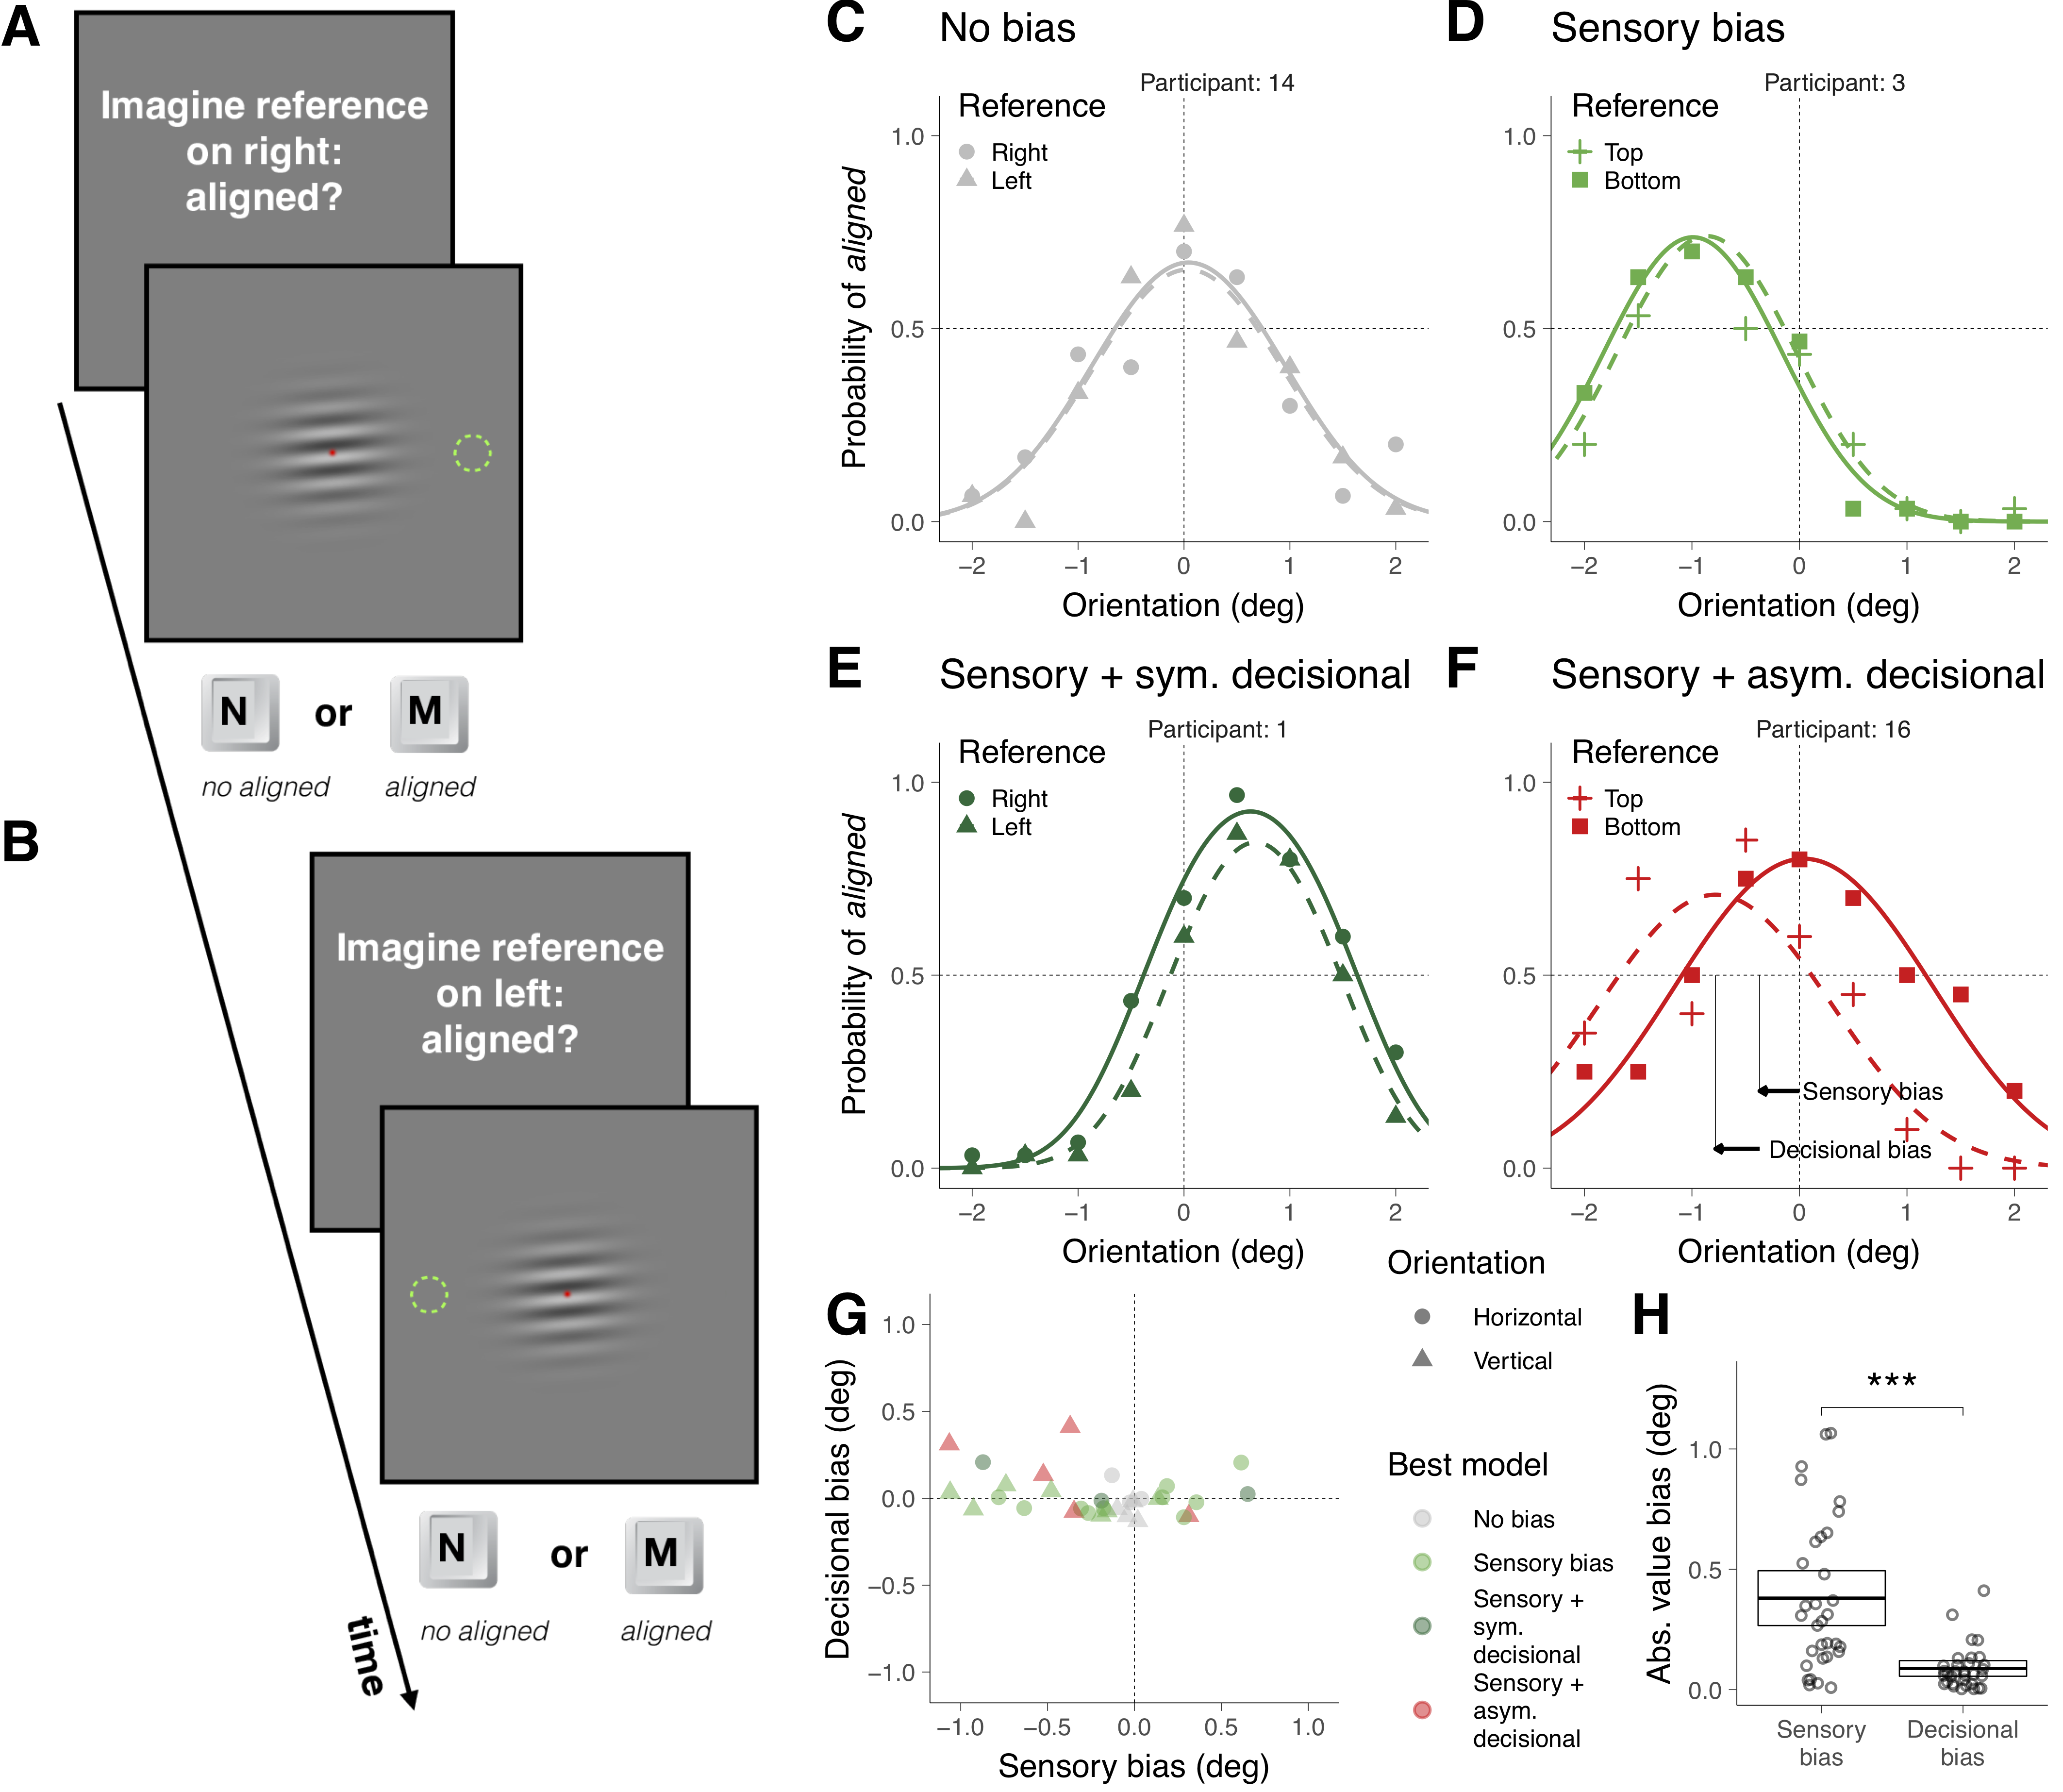 A
Imagine reference
on right:
aligned?
N or M
no aligned aligned
B
Imagine reference
on left:
aligned?
N or M
no aligned aligned
time
C No bias
Participant: 14
Reference
Right
Left
Probability of aligned
1.0
0.5
0.0
−2 −1 0 1 2
Orientation (deg)
D Sensory bias
Participant: 3
Reference
Top
Bottom
1.0
0.5
0.0
−2 −1 0 1 2
Orientation (deg)
E Sensory + sym. decisional
Participant: 1
Reference
Right
Left
Probability of aligned
1.0
0.5
0.0
−2 −1 0 1 2
Orientation (deg)
F Sensory + asym. decisional
Participant: 16
Reference
Top
Bottom
1.0
0.5
0.0
Sensory bias
Decisional bias
−2 −1 0 1 2
Orientation (deg)
G
Decisional bias (deg)
1.0
0.5
0.0
−0.5
−1.0
−1.0 −0.5 0.0 0.5 1.0
Sensory bias (deg)
Orientation
Horizontal
Vertical
Best model
No bias
Sensory bias
Sensory +
sym.
decisional
Sensory +
asym.
decisional
H
Abs. value bias (deg)
***
1.0
0.5
0.0
Sensory
bias
Decisional
bias